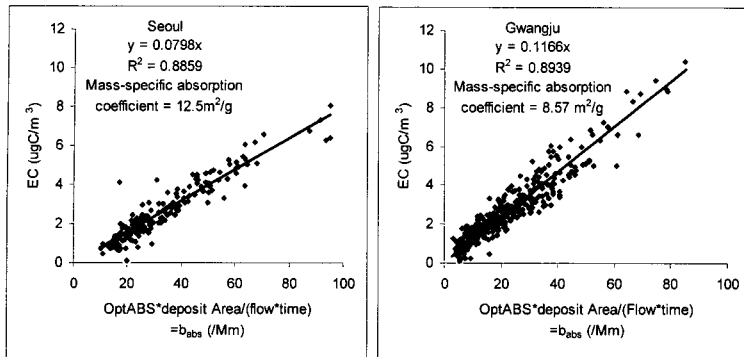 Seoul
y = 0.0798x
R² = 0.8859
Mass-specific absorption
coefficient = 12.5m²/g
EC (ugC/m³)
12
10
8
6
4
2
0
0 20 40 60 80 100
OptABS*deposit Area/(flow*time)
=b_abs (/Mm)
Gwangju
y = 0.1166x
R² = 0.8939
Mass-specific absorption
coefficient = 8.57 m²/g
EC (ugC/m³)
12
10
8
6
4
2
0
0 20 40 60 80 100
OptABS*deposit Area/(Flow*time)
=b_abs (/Mm)